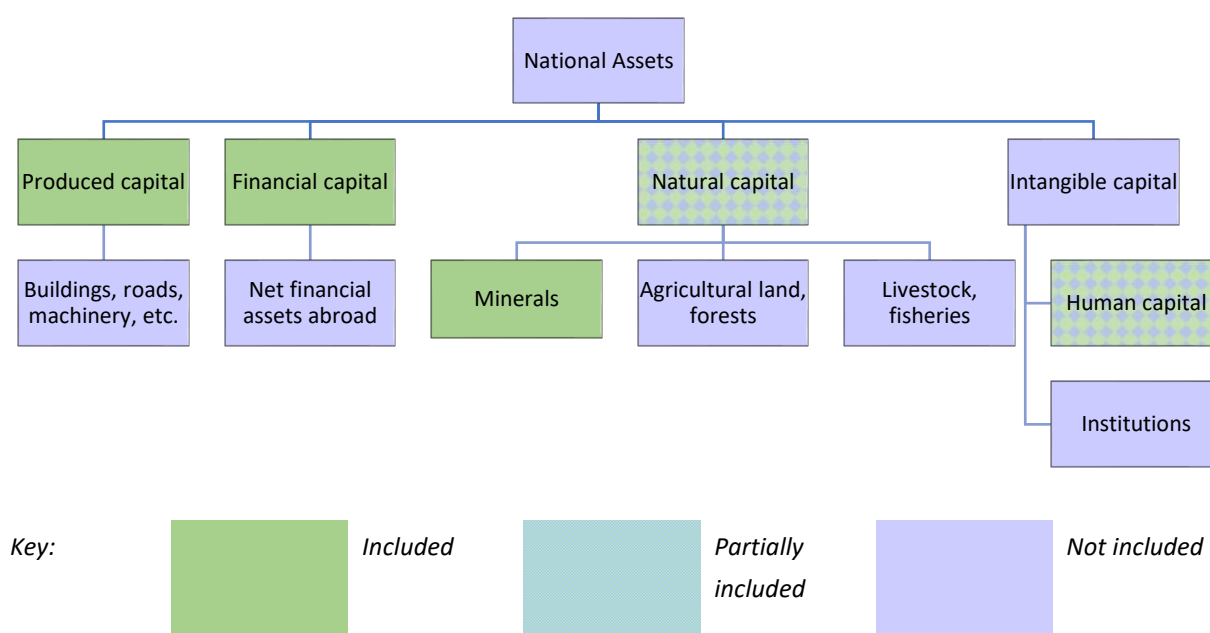 National Assets
Produced capital
Financial capital
Natural capital
Intangible capital
Buildings, roads,
machinery, etc.
Net financial
assets abroad
Minerals
Agricultural land,
forests
Livestock,
fisheries
Human capital
Institutions
Key:
Included
Partially
included
Not included